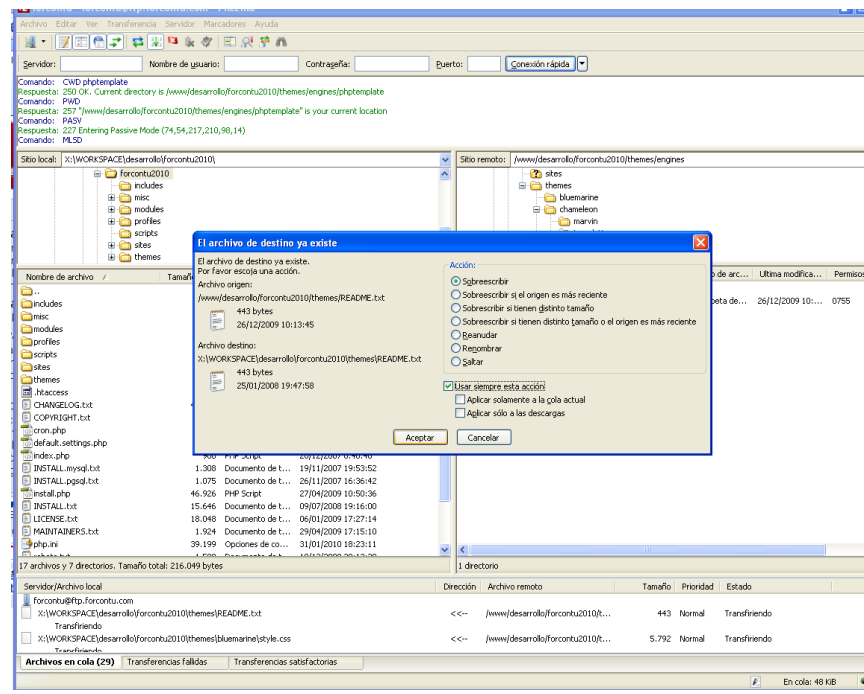 Archivo Editar Ver Transferencia Servidor Marcadores Ayuda
Servidor: Nombre de usuario: Contraseña: Puerto: Conexión rápida
Comando: CWD phptemplate
Respuesta: 250 OK. Current directory is /www/desarrollo/forcontu2010/themes/engines/phptemplate
Comando: PWD
Respuesta: 257 "/www/desarrollo/forcontu2010/themes/engines/phptemplate" is your current location
Comando: PASV
Respuesta: 227 Entering Passive Mode (74,54,217,210,98,14)
Comando: MLSD
Sitio local: X:\WORKSPACE\desarrollo\forcontu2010\
forcontu2010
includes
misc
modules
profiles
scripts
sites
themes
Sitio remoto: /www/desarrollo/forcontu2010/themes/engines
sites
themes
bluemarine
chameleon
marvin
El archivo de destino ya existe
El archivo de destino ya existe.
Por favor escoja una acción.
Archivo origen:
/www/desarrollo/forcontu2010/themes/README.txt
443 bytes
26/12/2009 10:13:45
Archivo destino:
X:\WORKSPACE\desarrollo\forcontu2010\themes\README.txt
443 bytes
25/01/2008 19:47:58
Acción:
Sobreescribir
Sobreescribir si el origen es más reciente
Sobrescribir si tienen distinto tamaño
Sobreescribir si tienen distinto tamaño o el origen es más reciente
Reanudar
Renombrar
Saltar
Usar siempre esta acción
Aplicar solamente a la cola actual
Aplicar sólo a las descargas
Aceptar Cancelar
Nombre de archivo
..
includes
misc
modules
profiles
scripts
sites
themes
.htaccess
CHANGELOG.txt
COPYRIGHT.txt
cron.php
default.settings.php
index.php
INSTALL.mysql.txt 1.308 Documento de t... 19/11/2007 19:53:52
INSTALL.pgsql.txt 1.075 Documento de t... 26/11/2007 16:36:42
install.php 46.926 PHP Script 27/04/2009 10:50:36
INSTALL.txt 15.646 Documento de t... 09/07/2008 19:16:00
LICENSE.txt 18.048 Documento de t... 06/01/2009 17:27:14
MAINTAINERS.txt 1.924 Documento de t... 29/04/2009 17:15:10
php.ini 39.199 Opciones de co... 31/01/2010 18:23:11
17 archivos y 7 directorios. Tamaño total: 216.049 bytes
de arc... Ultima modifica... Permisos
26/12/2009 10:... 0755
1 directorio
Servidor/Archivo local Dirección Archivo remoto Tamaño Prioridad Estado
forcontu@ftp.forcontu.com
X:\WORKSPACE\desarrollo\forcontu2010\themes\README.txt <<-- /www/desarrollo/forcontu2010/t... 443 Normal Transfiriendo
Transfiriendo
X:\WORKSPACE\desarrollo\forcontu2010\themes\bluemarine\style.css <<-- /www/desarrollo/forcontu2010/t... 5.792 Normal Transfiriendo
Transfiriendo
Archivos en cola (29) Transferencias fallidas Transferencias satisfactorias
En cola: 48 KiB